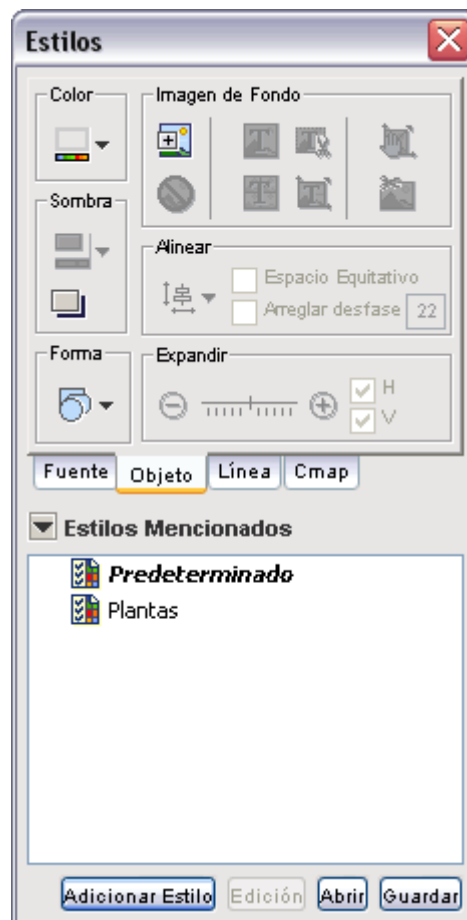 Estilos
Color
Imagen de Fondo
Sombra
Alinear
Espacio Equitativo
Arreglar desfase 22
Forma
Expandir
H
V
Fuente Objeto Línea Cmap
Estilos Mencionados
Predeterminado
Plantas
Adicionar Estilo Edición Abrir Guardar